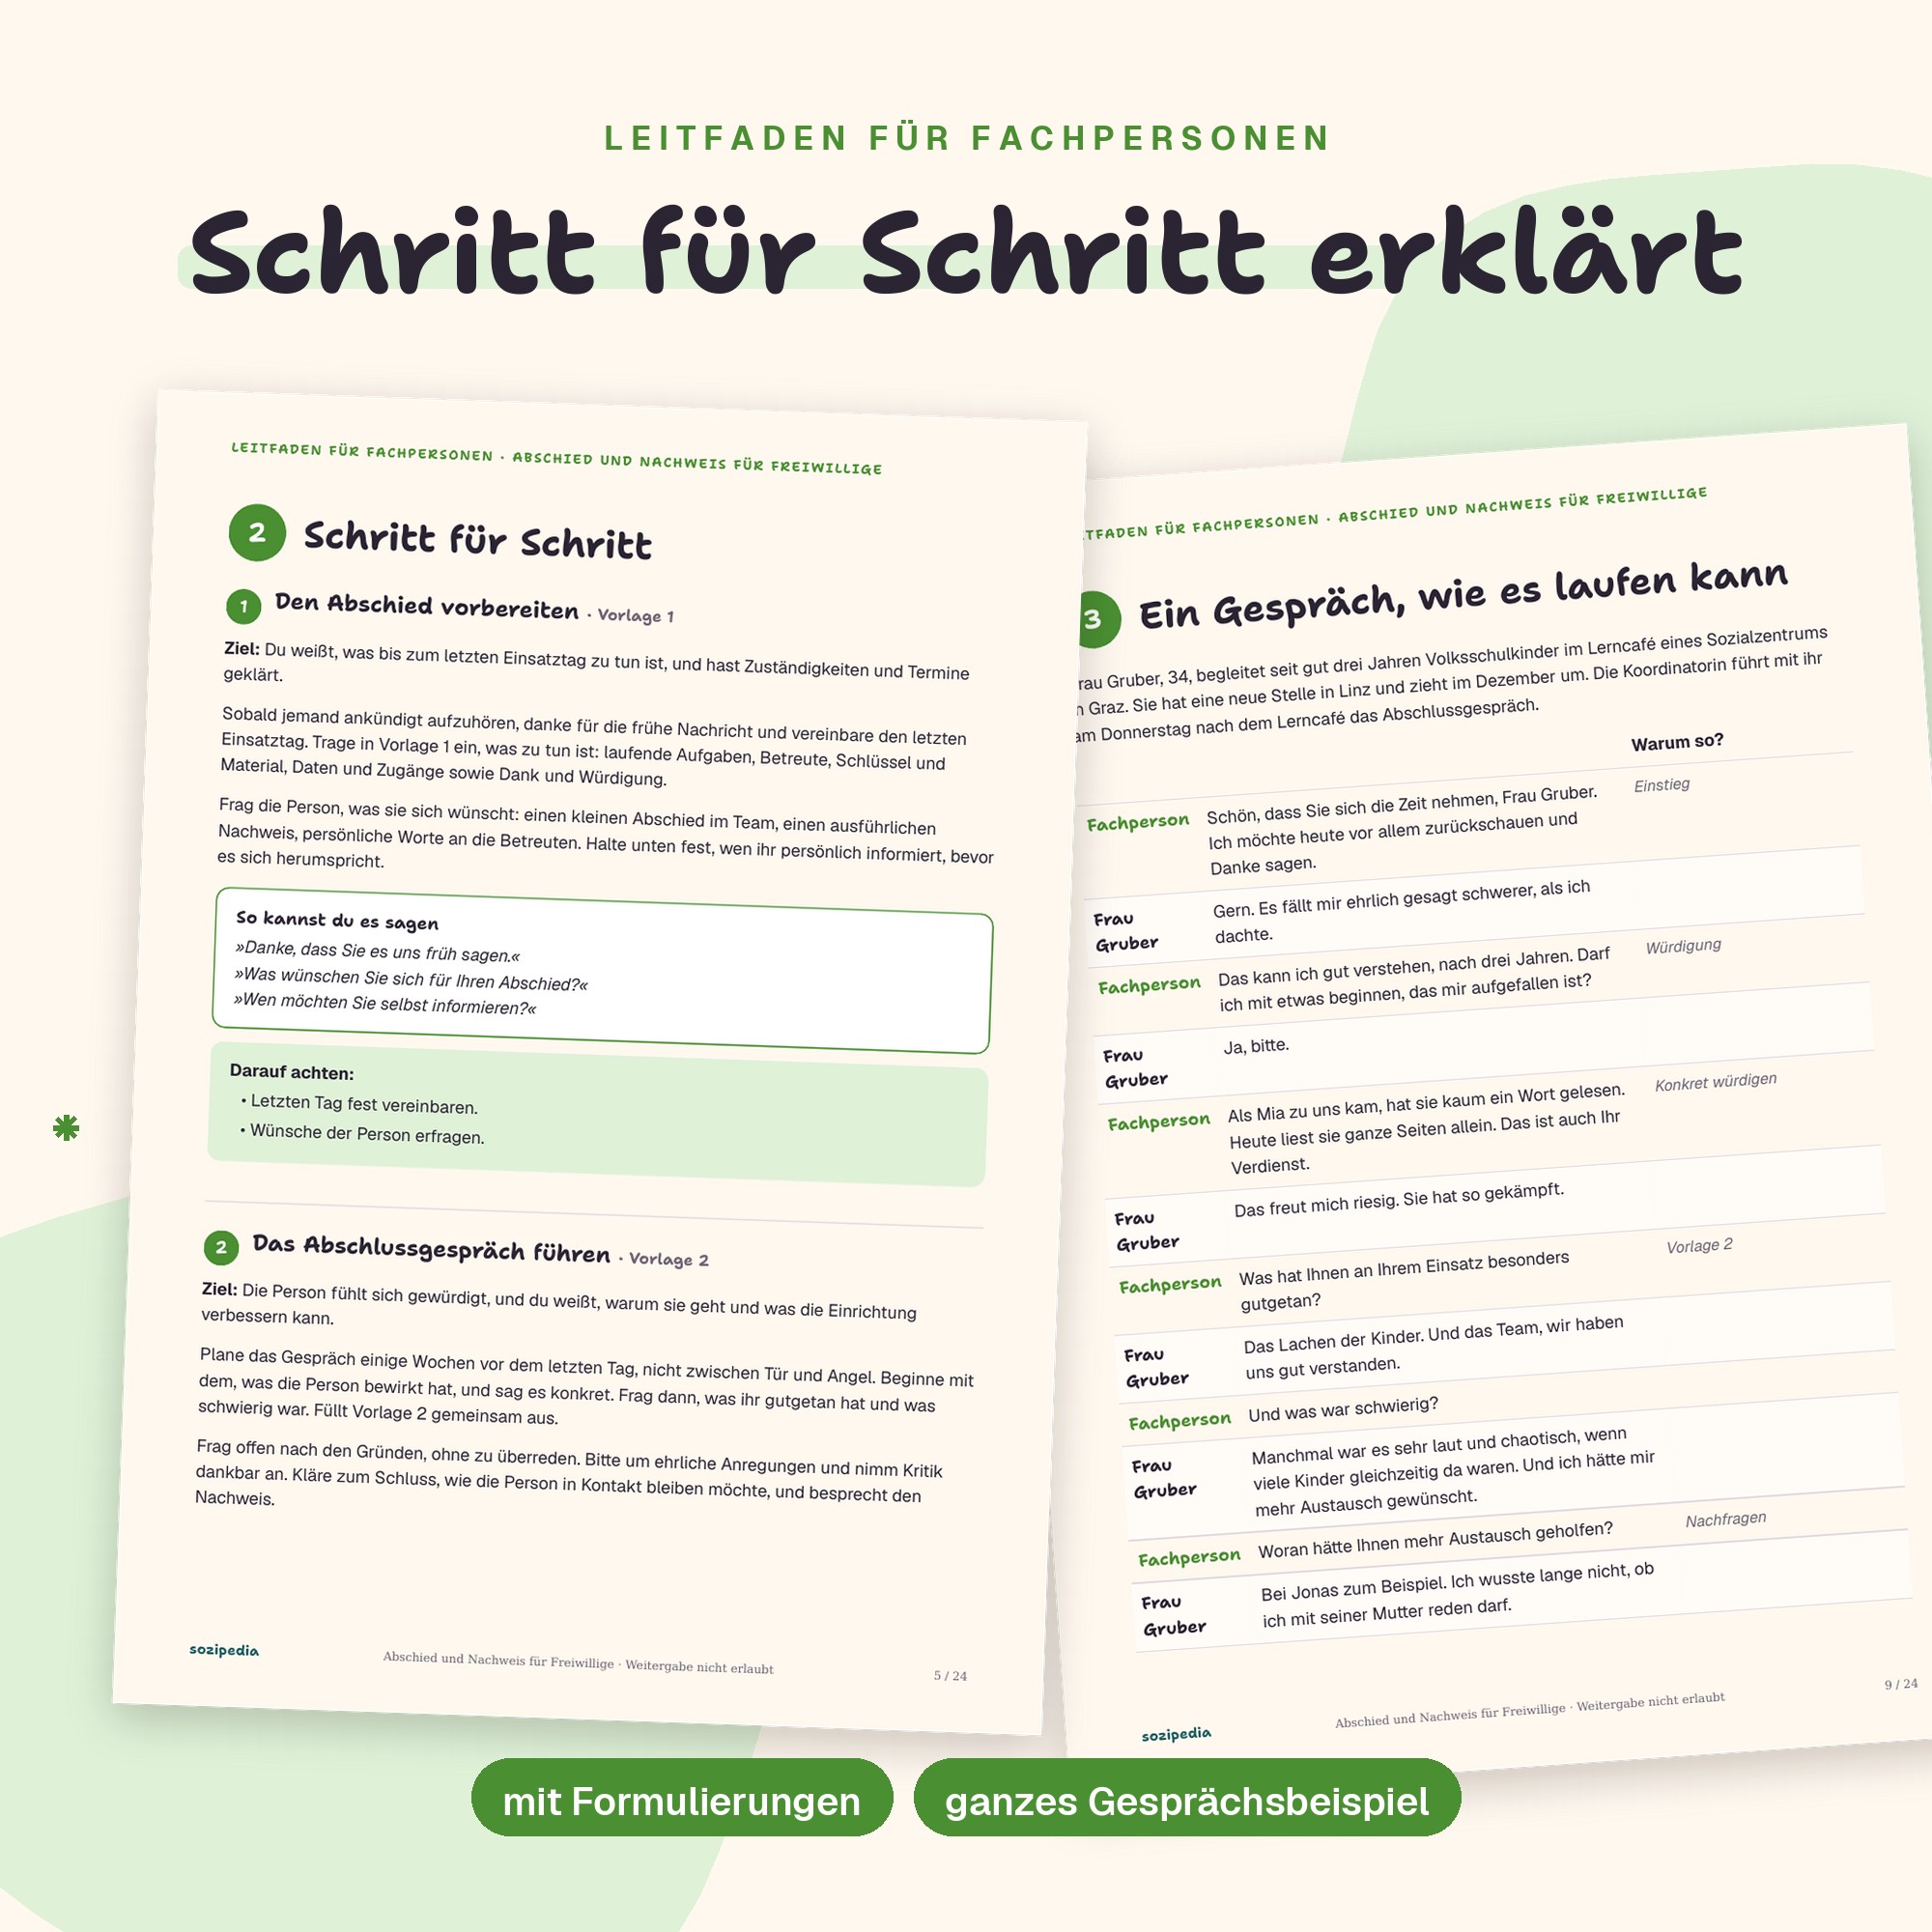 LEITFADEN FÜR FACHPERSONEN
Schritt für Schritt erklärt
LEITFADEN FÜR FACHPERSONEN · ABSCHIED UND NACHWEIS FÜR FREIWILLIGE
2 Schritt für Schritt
1 Den Abschied vorbereiten · Vorlage 1
Ziel: Du weißt, was bis zum letzten Einsatztag zu tun ist, und hast Zuständigkeiten und Termine
geklärt.
Sobald jemand ankündigt aufzuhören, danke für die frühe Nachricht und vereinbare den letzten
Einsatztag. Trage in Vorlage 1 ein, was zu tun ist: laufende Aufgaben, Betreute, Schlüssel und
Material, Daten und Zugänge sowie Dank und Würdigung.
Frag die Person, was sie sich wünscht: einen kleinen Abschied im Team, einen ausführlichen
Nachweis, persönliche Worte an die Betreuten. Halte unten fest, wen ihr persönlich informiert, bevor
es sich herumspricht.
So kannst du es sagen
»Danke, dass Sie es uns früh sagen.«
»Was wünschen Sie sich für Ihren Abschied?«
»Wen möchten Sie selbst informieren?«
Darauf achten:
• Letzten Tag fest vereinbaren.
• Wünsche der Person erfragen.
2 Das Abschlussgespräch führen · Vorlage 2
Ziel: Die Person fühlt sich gewürdigt, und du weißt, warum sie geht und was die Einrichtung
verbessern kann.
Plane das Gespräch einige Wochen vor dem letzten Tag, nicht zwischen Tür und Angel. Beginne mit
dem, was die Person bewirkt hat, und sag es konkret. Frag dann, was ihr gutgetan hat und was
schwierig war. Füllt Vorlage 2 gemeinsam aus.
Frag offen nach den Gründen, ohne zu überreden. Bitte um ehrliche Anregungen und nimm Kritik
dankbar an. Kläre zum Schluss, wie die Person in Kontakt bleiben möchte, und besprecht den
Nachweis.
sozipedia
Abschied und Nachweis für Freiwillige · Weitergabe nicht erlaubt
5 / 24
FÜR FACHPERSONEN · ABSCHIED UND NACHWEIS FÜR FREIWILLIGE
3 Ein Gespräch, wie es laufen kann
Gruber, 34, begleitet seit gut drei Jahren Volksschulkinder im Lerncafé eines Sozialzentrums
Graz. Sie hat eine neue Stelle in Linz und zieht im Dezember um. Die Koordinatorin führt mit ihr
am Donnerstag nach dem Lerncafé das Abschlussgespräch.
Warum so?
Fachperson Schön, dass Sie sich die Zeit nehmen, Frau Gruber. Einstieg
Ich möchte heute vor allem zurückschauen und
Danke sagen.
Frau Gern. Es fällt mir ehrlich gesagt schwerer, als ich
Gruber dachte.
Fachperson Das kann ich gut verstehen, nach drei Jahren. Darf Würdigung
ich mit etwas beginnen, das mir aufgefallen ist?
Frau Ja, bitte.
Gruber
Fachperson Als Mia zu uns kam, hat sie kaum ein Wort gelesen. Konkret würdigen
Heute liest sie ganze Seiten allein. Das ist auch Ihr
Verdienst.
Frau Das freut mich riesig. Sie hat so gekämpft.
Gruber
Fachperson Was hat Ihnen an Ihrem Einsatz besonders Vorlage 2
gutgetan?
Frau Das Lachen der Kinder. Und das Team, wir haben
Gruber uns gut verstanden.
Fachperson Und was war schwierig?
Frau Manchmal war es sehr laut und chaotisch, wenn
Gruber viele Kinder gleichzeitig da waren. Und ich hätte mir
mehr Austausch gewünscht.
Fachperson Woran hätte Ihnen mehr Austausch geholfen? Nachfragen
Frau Bei Jonas zum Beispiel. Ich wusste lange nicht, ob
Gruber ich mit seiner Mutter reden darf.
sozipedia
Abschied und Nachweis für Freiwillige · Weitergabe nicht erlaubt
9 / 24
mit Formulierungen
ganzes Gesprächsbeispiel